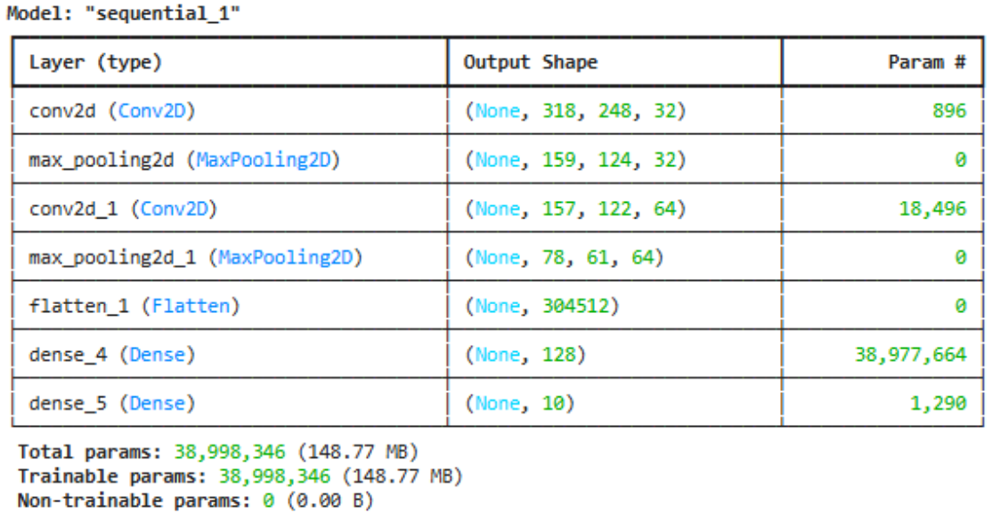 Model: "sequential_1"
Layer (type) Output Shape Param #
conv2d (Conv2D) (None, 318, 248, 32) 896
max_pooling2d (MaxPooling2D) (None, 159, 124, 32) 0
conv2d_1 (Conv2D) (None, 157, 122, 64) 18,496
max_pooling2d_1 (MaxPooling2D) (None, 78, 61, 64) 0
flatten_1 (Flatten) (None, 304512) 0
dense_4 (Dense) (None, 128) 38,977,664
dense_5 (Dense) (None, 10) 1,290
Total params: 38,998,346 (148.77 MB)
Trainable params: 38,998,346 (148.77 MB)
Non-trainable params: 0 (0.00 B)